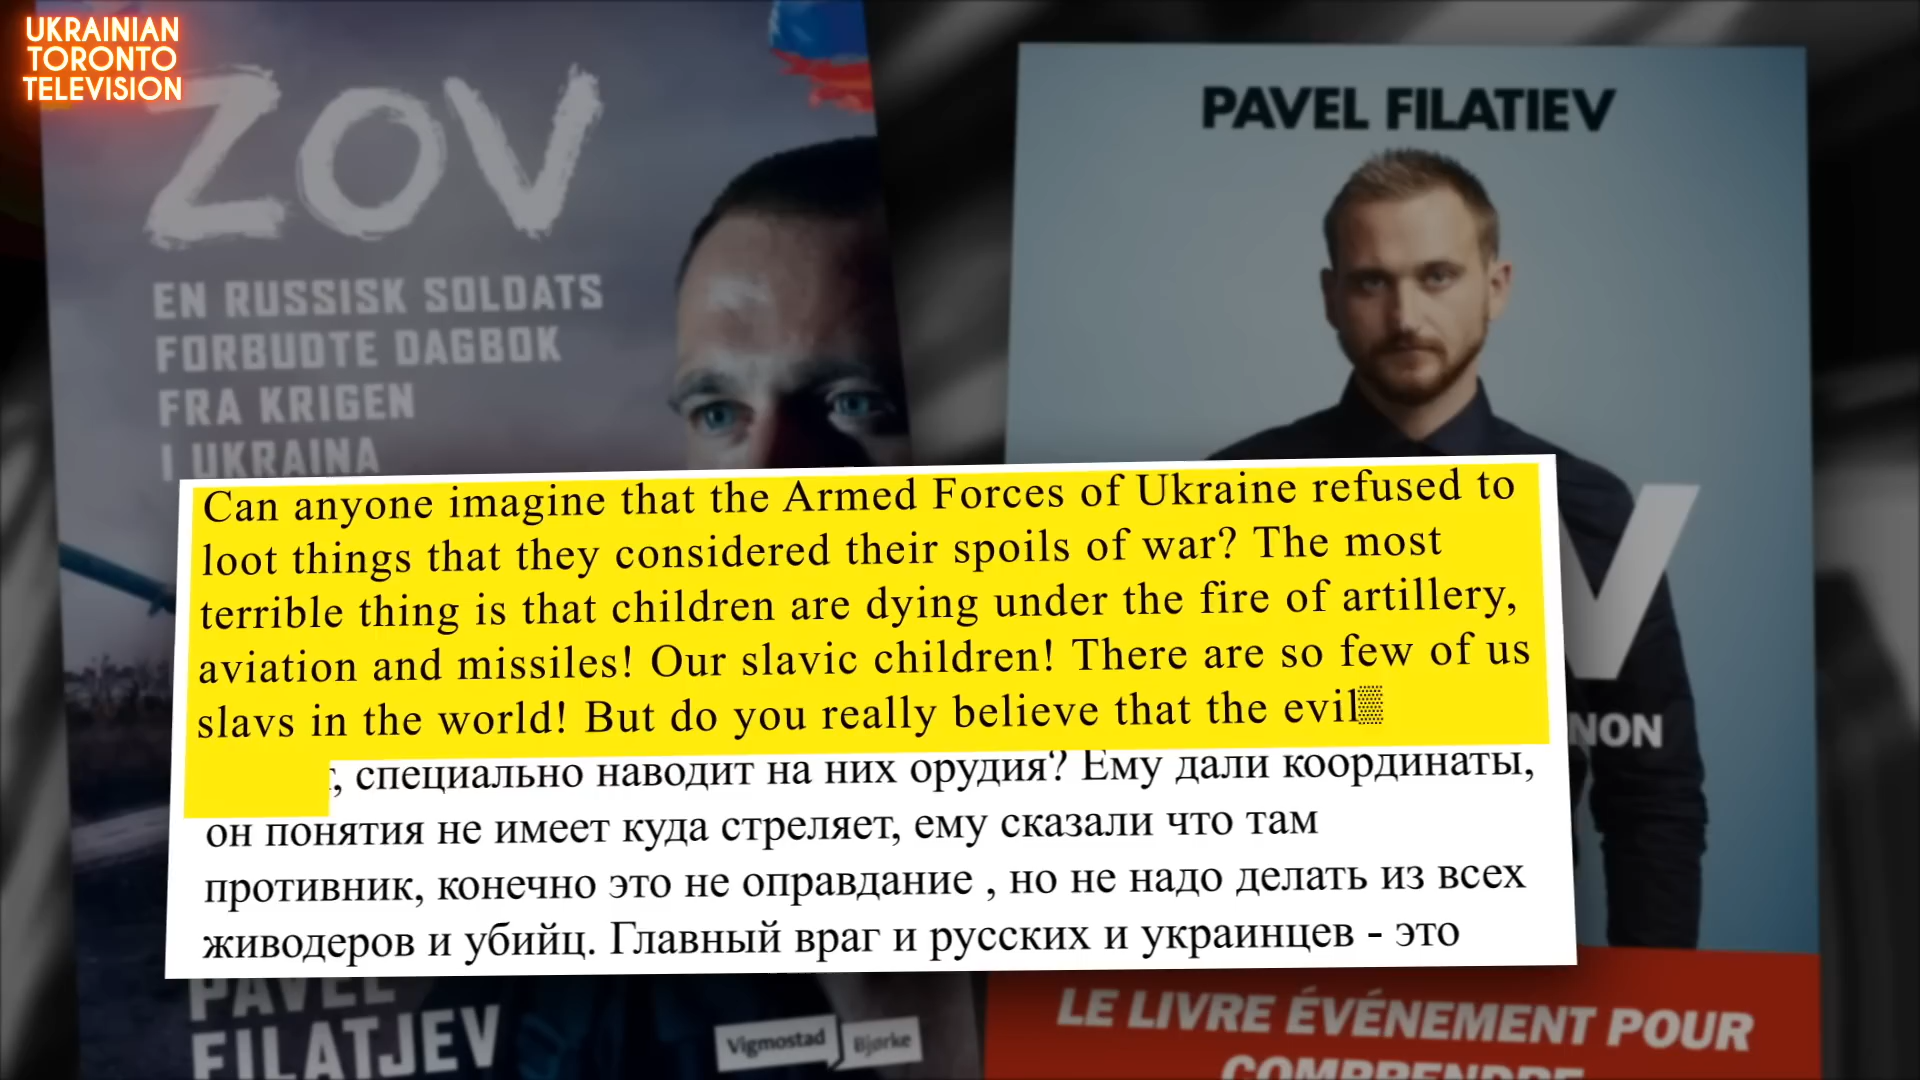 UKRAINIAN
TORONTO
TELEVISION
ZOV
EN RUSSISK SOLDATS
FORBUDTE DAGBOK
FRA KRIGEN
I UKRAINA
PAVEL FILATIEV
V
NON
Can anyone imagine that the Armed Forces of Ukraine refused to
loot things that they considered their spoils of war? The most
terrible thing is that children are dying under the fire of artillery,
aviation and missiles! Our slavic children! There are so few of us
slavs in the world! But do you really believe that the evil
, специально наводит на них орудия? Ему дали координаты,
он понятия не имеет куда стреляет, ему сказали что там
противник, конечно это не оправдание , но не надо делать из всех
живодеров и убийц. Главный враг и русских и украинцев - это
PAVEL
FILATJEV
Vigmostad Bjørke
LE LIVRE ÉVÉNEMENT POUR
COMPRENDRE